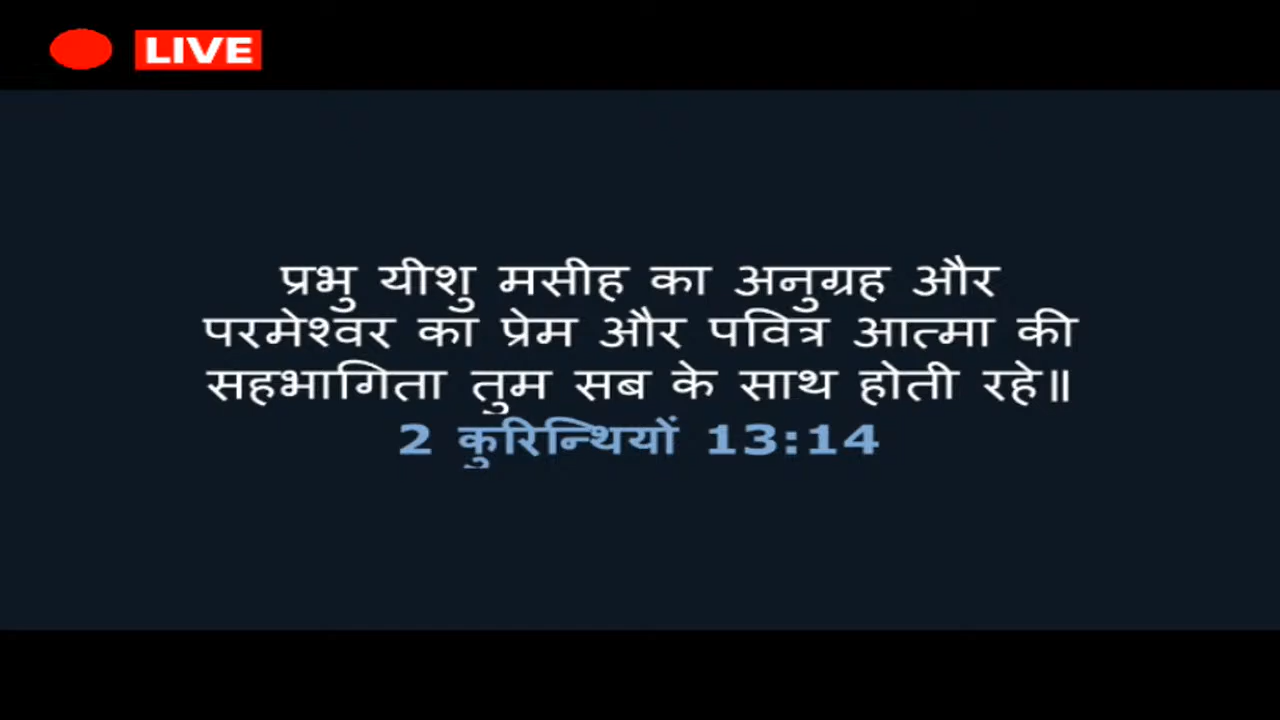 LIVE
प्रभु यीशु मसीह का अनुग्रह और
परमेश्वर का प्रेम और पवित्र आत्मा की
सहभागिता तुम सब के साथ होती रहे॥
2 कुरिन्थियों 13:14